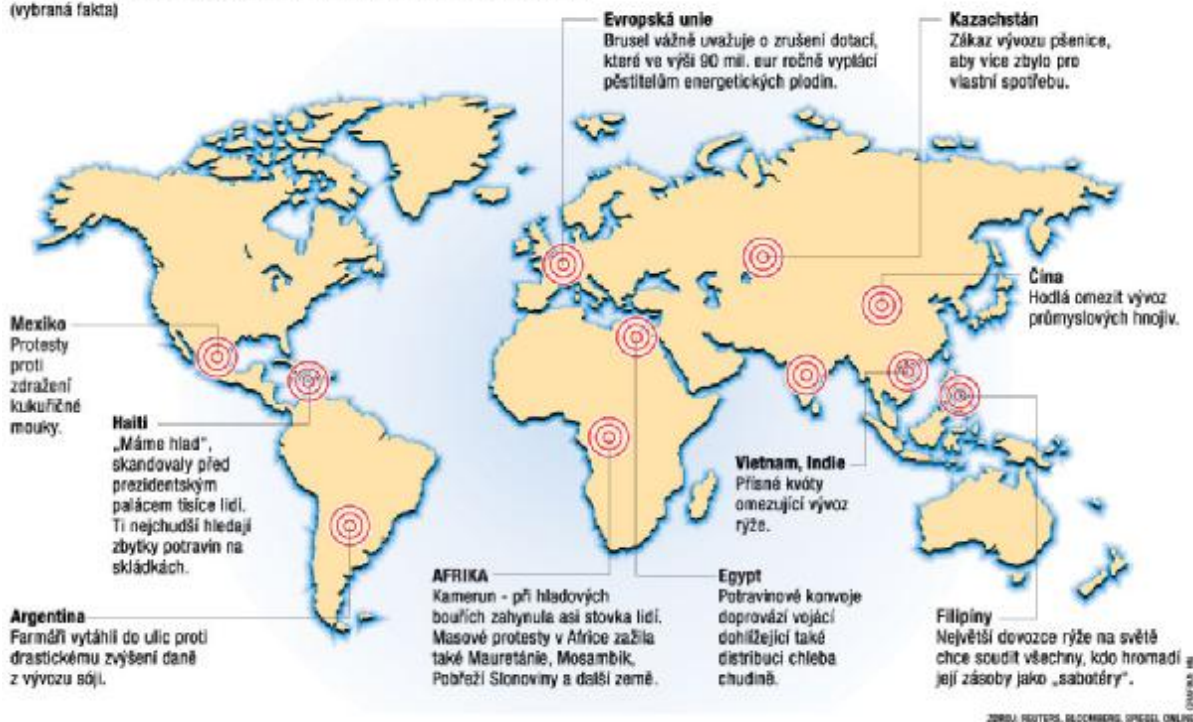 (vybraná fakta)
Evropská unie
Brusel vážně uvažuje o zrušení dotací,
které ve výši 90 mil. eur ročně vyplácí
pěstitelům energetických plodin.
Kazachstán
Zákaz vývozu pšenice,
aby více zbylo pro
vlastní spotřebu.
Čína
Hodlá omezit vývoz
průmyslových hnojiv.
Mexiko
Protesty
proti
zdražení
kukuřičné
mouky.
Haiti
„Máme hlad",
skandovaly před
prezidentským
palácem tisíce lidí.
Ti nejchudší hledají
zbytky potravin na
skládkách.
Vietnam, Indie
Přísné kvóty
omezující vývoz
rýže.
Argentina
Farmáři vytáhli do ulic proti
drastickému zvýšení daně
z vývozu sóji.
AFRIKA
Kamerun - při hladových
bouřích zahynula asi stovka lidí.
Masové protesty v Africe zažila
také Mauretánie, Mosambik,
Pobřeží Slonoviny a další země.
Egypt
Potravinové konvoje
doprovází vojáci
dohlížející také
distribuci chleba
chudině.
Filipíny
Největší dovozce rýže na světě
chce soudit všechny, kdo hromadí
její zásoby jako „sabotéry".
ZDROJ: REUTERS, BLOOMBERG, SPIEGEL ONLINE